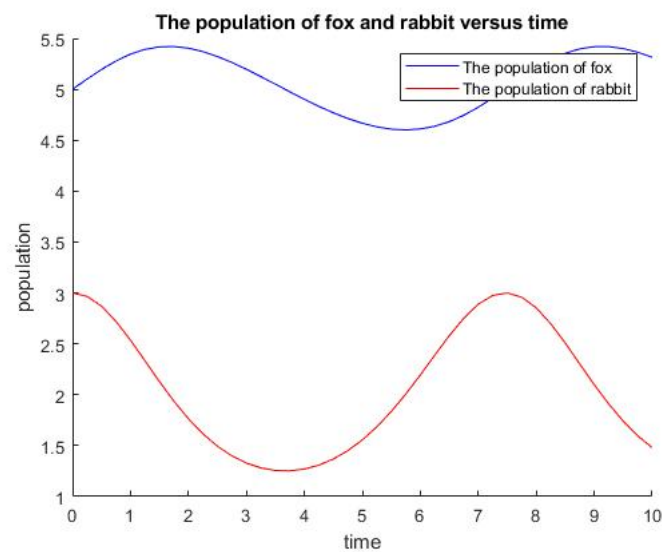 The population of fox and rabbit versus time
The population of fox
The population of rabbit
5.5
5
4.5
4
3.5
3
2.5
2
1.5
1
population
0 1 2 3 4 5 6 7 8 9 10
time